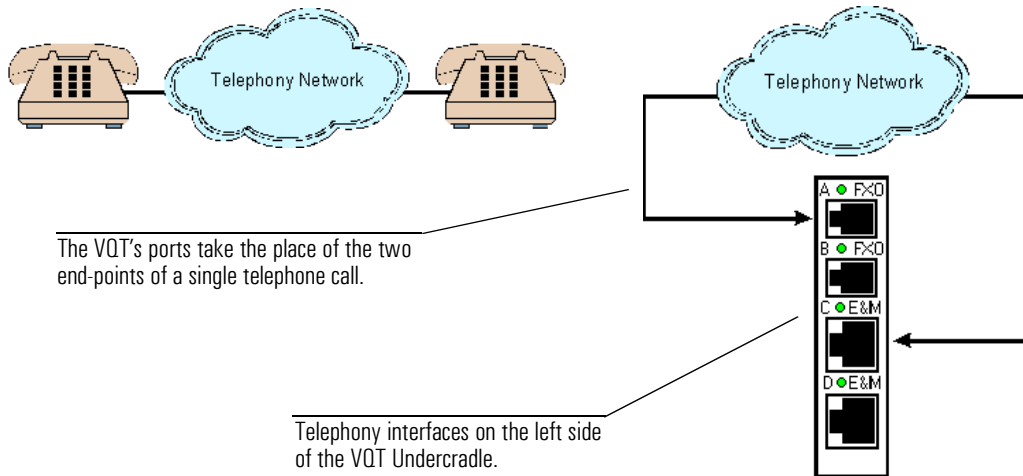 Telephony Network
Telephony Network
A FXO
The VQT's ports take the place of the two
end-points of a single telephone call.
B FXO
C E&M
D E&M
Telephony interfaces on the left side
of the VQT Undercradle.